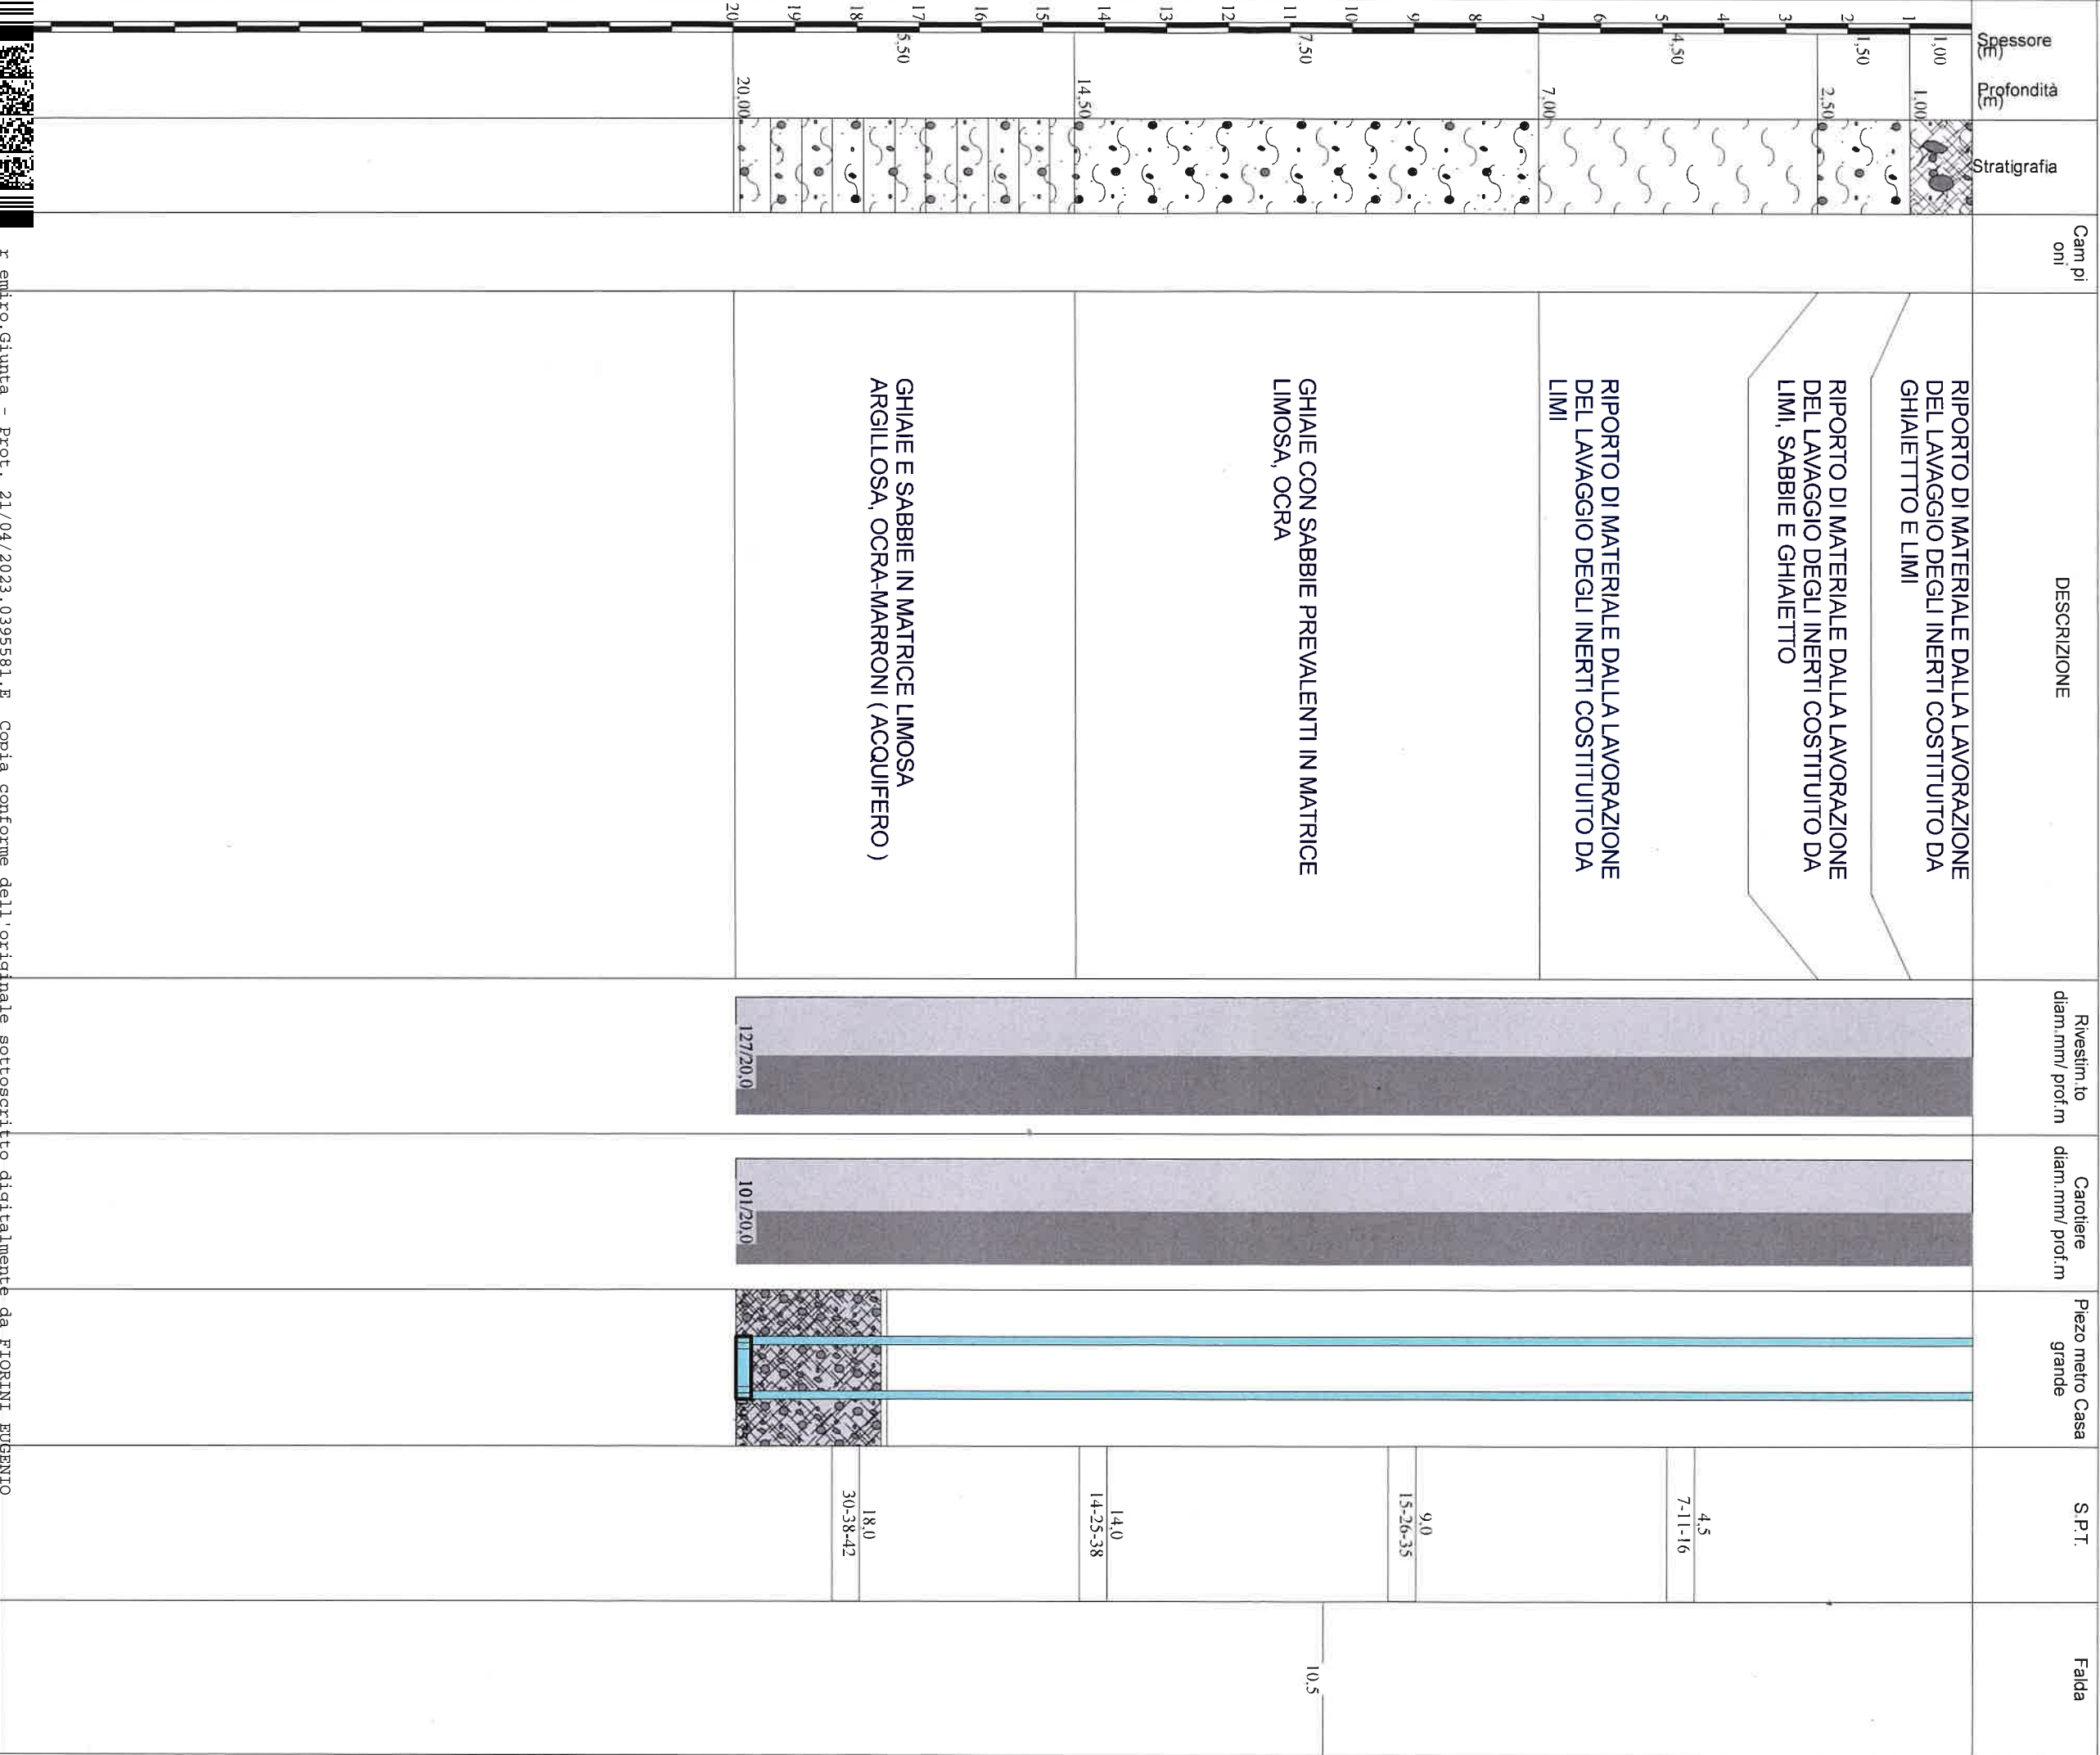 Spessore
(m)
Profondità
(m)
Stratigrafia
Cam pi
oni
DESCRIZIONE
Rivestim.to
diam.mm/ prof.m
Carotiere
diam.mm/ prof.m
Piezo metro Casa
grande
S.P.T.
Falda
1
2
3
4
5
6
7
8
9
10
11
12
13
14
15
16
17
18
19
20
1,00
1,00
RIPORTO DI MATERIALE DALLA LAVORAZIONE
DEL LAVAGGIO DEGLI INERTI COSTITUITO DA
GHIAIETTTO E LIMI
1,50
2,50
RIPORTO DI MATERIALE DALLA LAVORAZIONE
DEL LAVAGGIO DEGLI INERTI COSTITUITO DA
LIMI, SABBIE E GHIAIETTO
4,50
7,00
RIPORTO DI MATERIALE DALLA LAVORAZIONE
DEL LAVAGGIO DEGLI INERTI COSTITUITO DA
LIMI
4,5
7-11-16
7,50
14,50
GHIAIE CON SABBIE PREVALENTI IN MATRICE
LIMOSA, OCRA
9,0
15-26-35
10,5
14,0
14-25-38
5,50
20,00
GHIAIE E SABBIE IN MATRICE LIMOSA
ARGILLOSA, OCRA-MARRONI ( ACQUIFERO )
18,0
30-38-42
127/20,0
101/20,0
r emiro.Giunta - Prot. 21/04/2023.0395581.E Copia conforme dell'originale sottoscritto digitalmente da FIORINI EUGENIO